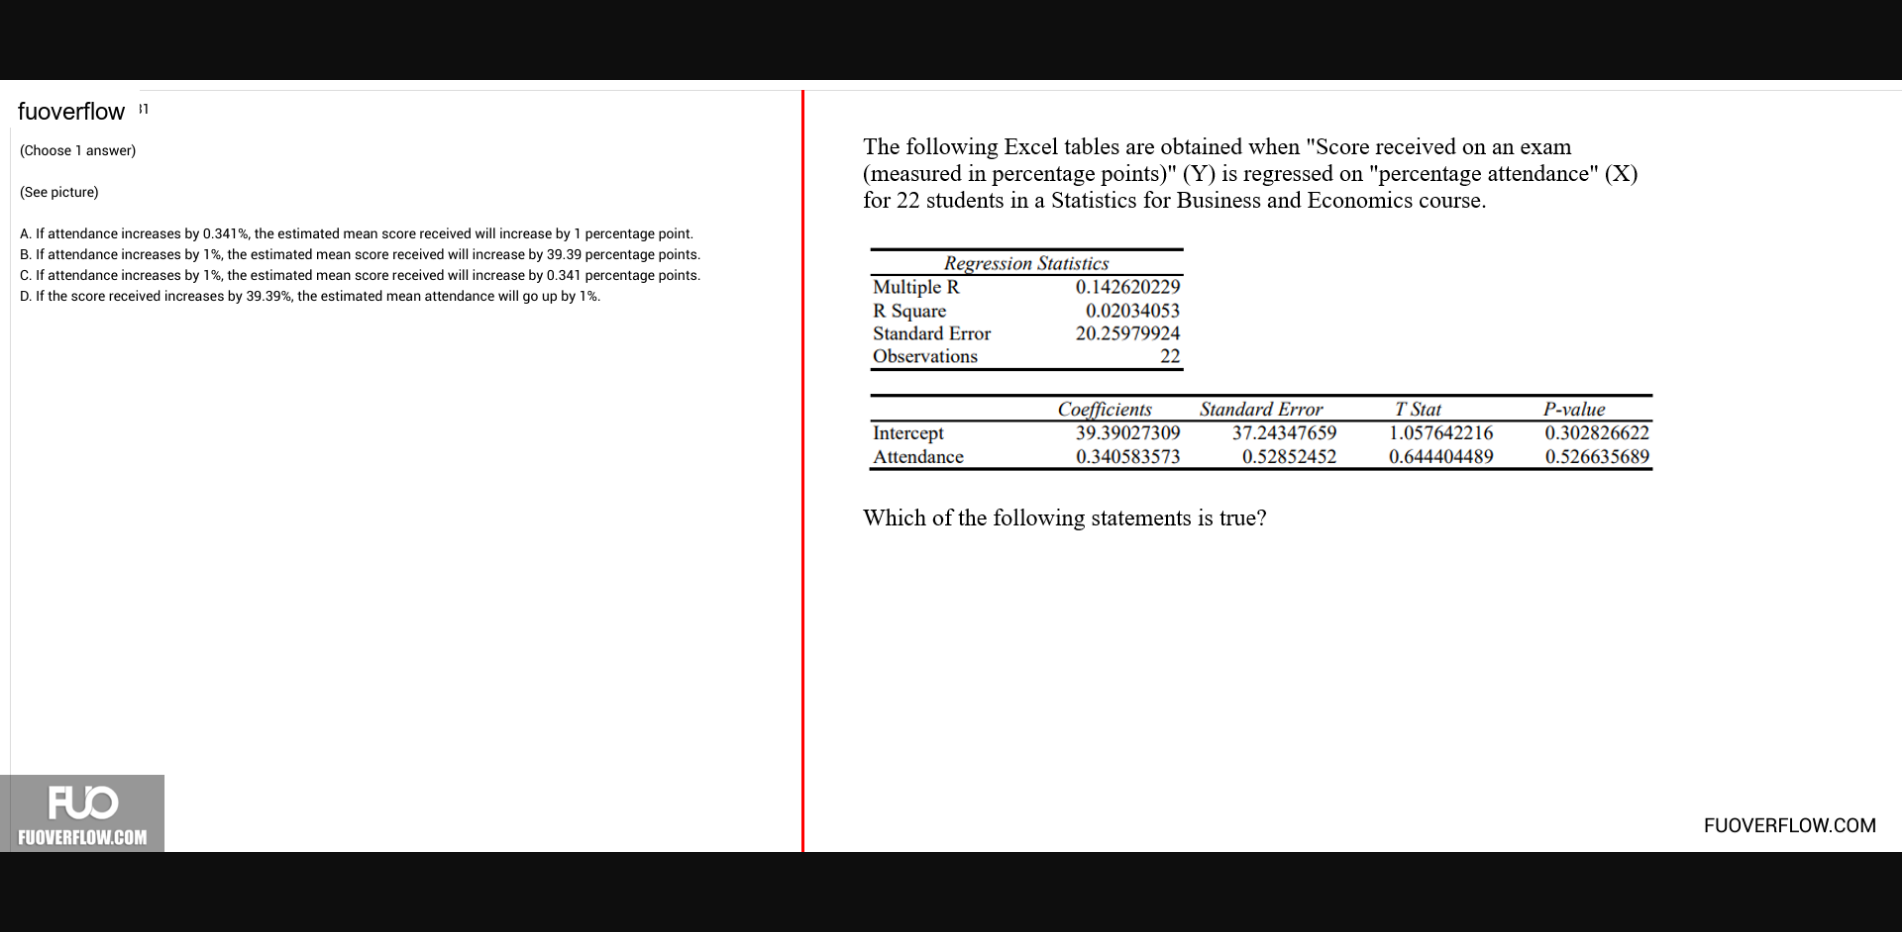 fuoverflow
(Choose 1 answer)
(See picture)
A. If attendance increases by 0.341%, the estimated mean score received will increase by 1 percentage point.
B. If attendance increases by 1%, the estimated mean score received will increase by 39.39 percentage points.
C. If attendance increases by 1%, the estimated mean score received will increase by 0.341 percentage points.
D. If the score received increases by 39.39%, the estimated mean attendance will go up by 1%.
FUO
FUOVERFLOW.COM
The following Excel tables are obtained when "Score received on an exam
(measured in percentage points)" (Y) is regressed on "percentage attendance" (X)
for 22 students in a Statistics for Business and Economics course.
Regression Statistics
Multiple R 0.142620229
R Square 0.02034053
Standard Error 20.25979924
Observations 22
Coefficients Standard Error T Stat P-value
Intercept 39.39027309 37.24347659 1.057642216 0.302826622
Attendance 0.340583573 0.52852452 0.644404489 0.526635689
Which of the following statements is true?
FUOVERFLOW.COM